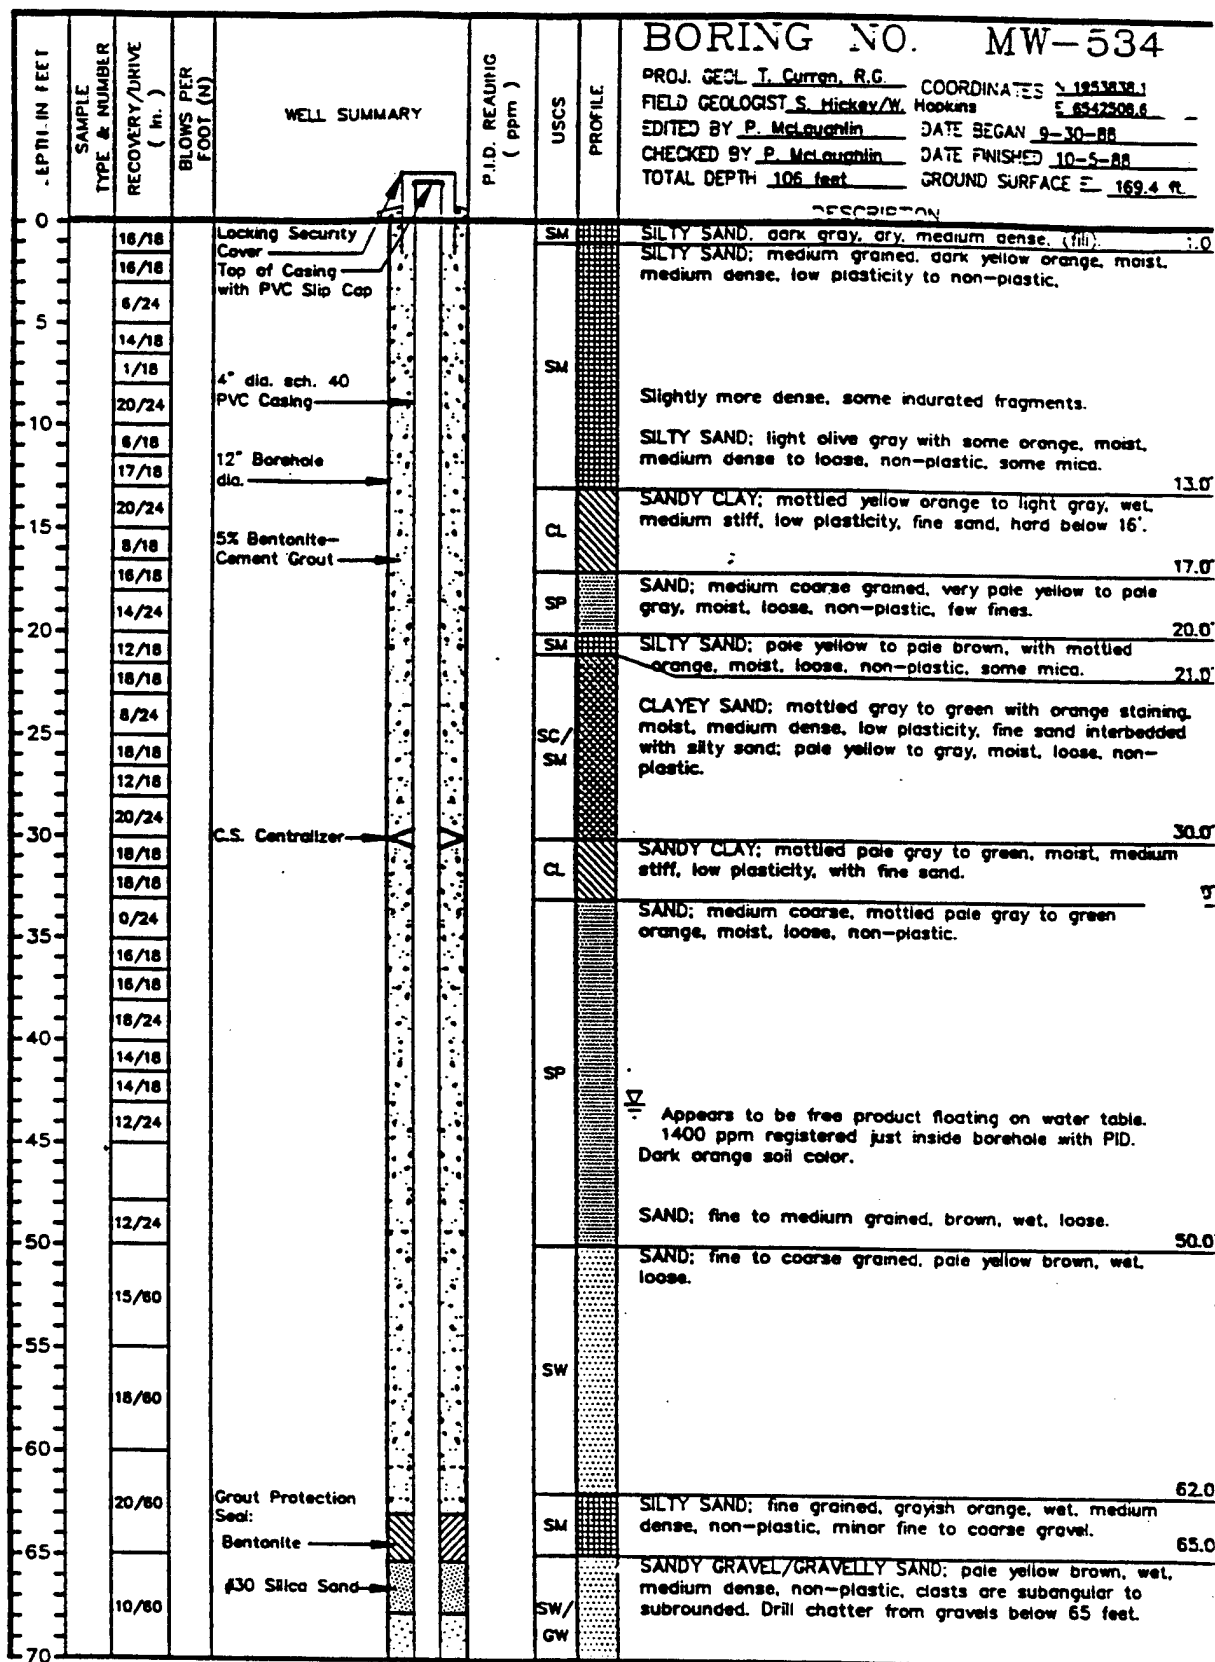 BORING NO. MW-534
PROJ. GEOL. T. Curran, R.G.
COORDINATES N 1953838.1
FIELD GEOLOGIST S. Hickey/W. Hopkins
E 6542508.6
EDITED BY P. McLaughlin
DATE BEGAN 9-30-88
CHECKED BY P. McLaughlin
DATE FINISHED 10-5-88
TOTAL DEPTH 106 feet
GROUND SURFACE EL. 169.4 ft.
DEPTH IN FEET
SAMPLE
TYPE & NUMBER
RECOVERY/DRIVE
( in. )
BLOWS PER
FOOT (N)
WELL SUMMARY
P.I.D. READING
( ppm )
USCS
PROFILE
DESCRIPTION
0
5
10
15
20
25
30
35
40
45
50
55
60
65
70
16/18
16/18
6/24
14/18
1/18
20/24
6/18
17/18
20/24
8/18
16/18
14/24
12/18
18/18
8/24
18/18
12/18
20/24
18/18
18/18
0/24
16/18
16/18
18/24
14/18
14/18
12/24
12/24
15/60
18/60
20/60
10/60
Locking Security
Cover
Top of Casing
with PVC Slip Cap
4" dia. sch. 40
PVC Casing
12" Borehole
dia.
5% Bentonite-
Cement Grout
C.S. Centralizer
Grout Protection
Seal:
Bentonite
#30 Silica Sand
SM
SM
CL
SP
SM
SC/
SM
CL
SP
SW
SM
SW/
GW
SILTY SAND, dark gray, dry, medium dense, (fill). 1.0
SILTY SAND; medium grained, dark yellow orange, moist,
medium dense, low plasticity to non-plastic.
Slightly more dense, some indurated fragments.
SILTY SAND; light olive gray with some orange, moist,
medium dense to loose, non-plastic, some mica.
13.0
SANDY CLAY; mottled yellow orange to light gray, wet,
medium stiff, low plasticity, fine sand, hard below 16'.
17.0
SAND; medium coarse grained, very pale yellow to pale
gray, moist, loose, non-plastic, few fines.
20.0
SILTY SAND; pale yellow to pale brown, with mottled
orange, moist, loose, non-plastic, some mica. 21.0
CLAYEY SAND; mottled gray to green with orange staining,
moist, medium dense, low plasticity, fine sand interbedded
with silty sand; pale yellow to gray, moist, loose, non-
plastic.
30.0
SANDY CLAY; mottled pale gray to green, moist, medium
stiff, low plasticity, with fine sand.
SAND; medium coarse, mottled pale gray to green
orange, moist, loose, non-plastic.
Appears to be free product floating on water table.
1400 ppm registered just inside borehole with PID.
Dark orange soil color.
SAND; fine to medium grained, brown, wet, loose.
50.0
SAND; fine to coarse grained, pale yellow brown, wet,
loose.
62.0
SILTY SAND; fine grained, grayish orange, wet, medium
dense, non-plastic, minor fine to coarse gravel.
65.0
SANDY GRAVEL/GRAVELLY SAND; pale yellow brown, wet,
medium dense, non-plastic, clasts are subangular to
subrounded. Drill chatter from gravels below 65 feet.